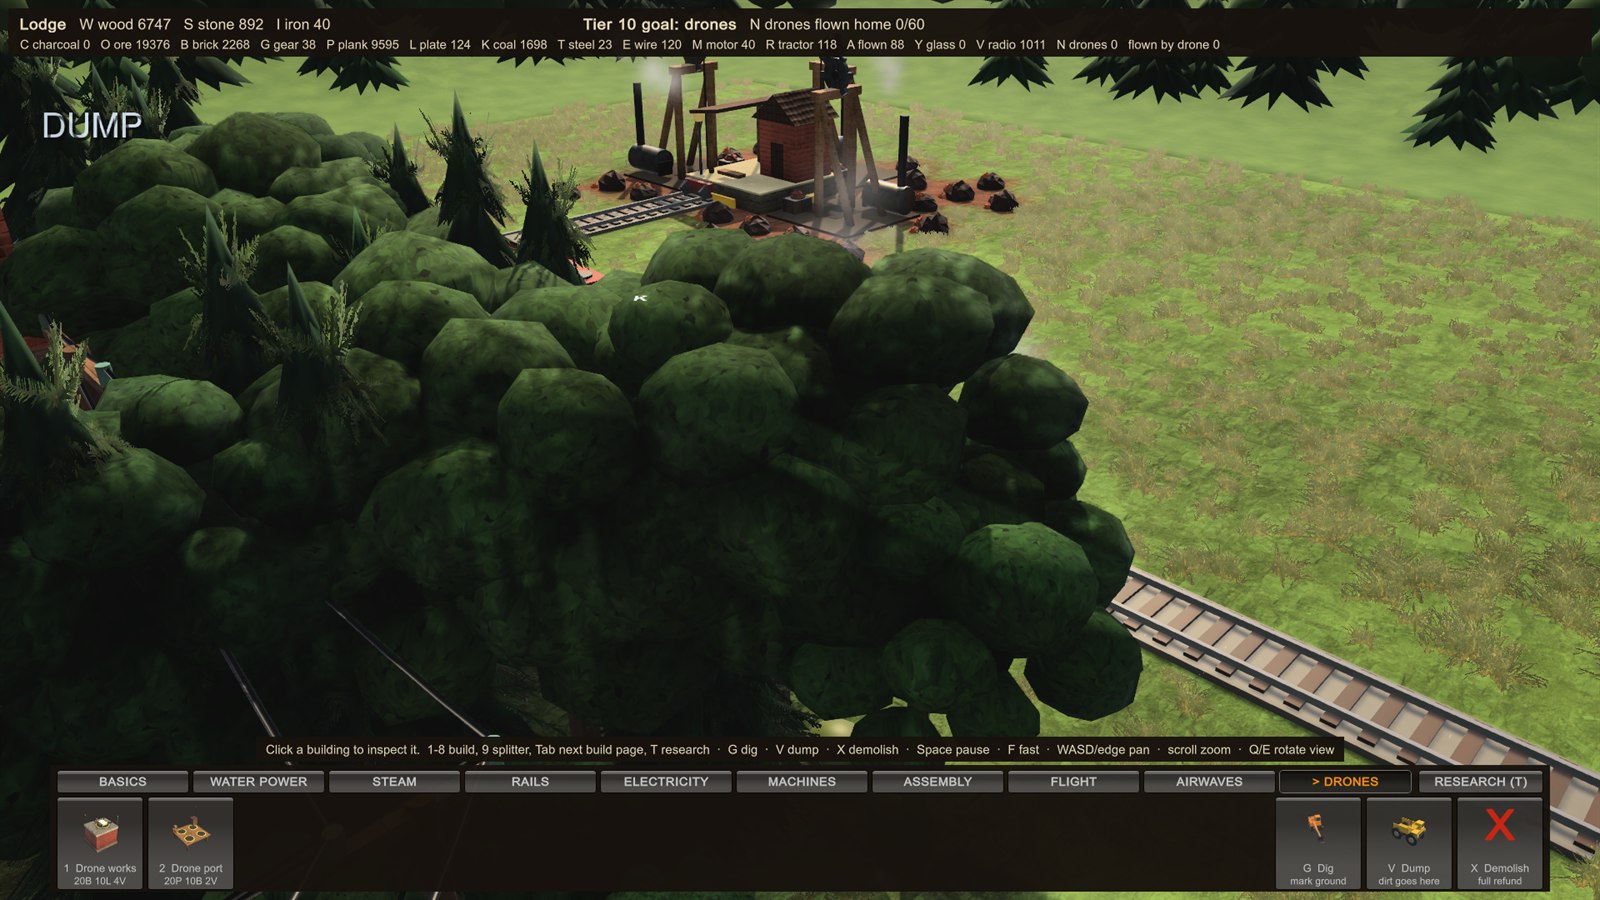 Lodge W wood 6747 S stone 892 I iron 40
Tier 10 goal: drones N drones flown home 0/60
C charcoal 0 O ore 19376 B brick 2268 G gear 38 P plank 9595 L plate 124 K coal 1698 T steel 23 E wire 120 M motor 40 R tractor 118 A flown 88 Y glass 0 V radio 1011 N drones 0 flown by drone 0
DUMP
K
Click a building to inspect it. 1-8 build, 9 splitter, Tab next build page, T research · G dig · V dump · X demolish · Space pause · F fast · WASD/edge pan · scroll zoom · Q/E rotate view
BASICS WATER POWER STEAM RAILS ELECTRICITY MACHINES ASSEMBLY FLIGHT AIRWAVES > DRONES RESEARCH (T)
1 Drone works
20B 10L 4V
2 Drone port
20P 10B 2V
G Dig
mark ground
V Dump
dirt goes here
X Demolish
full refund